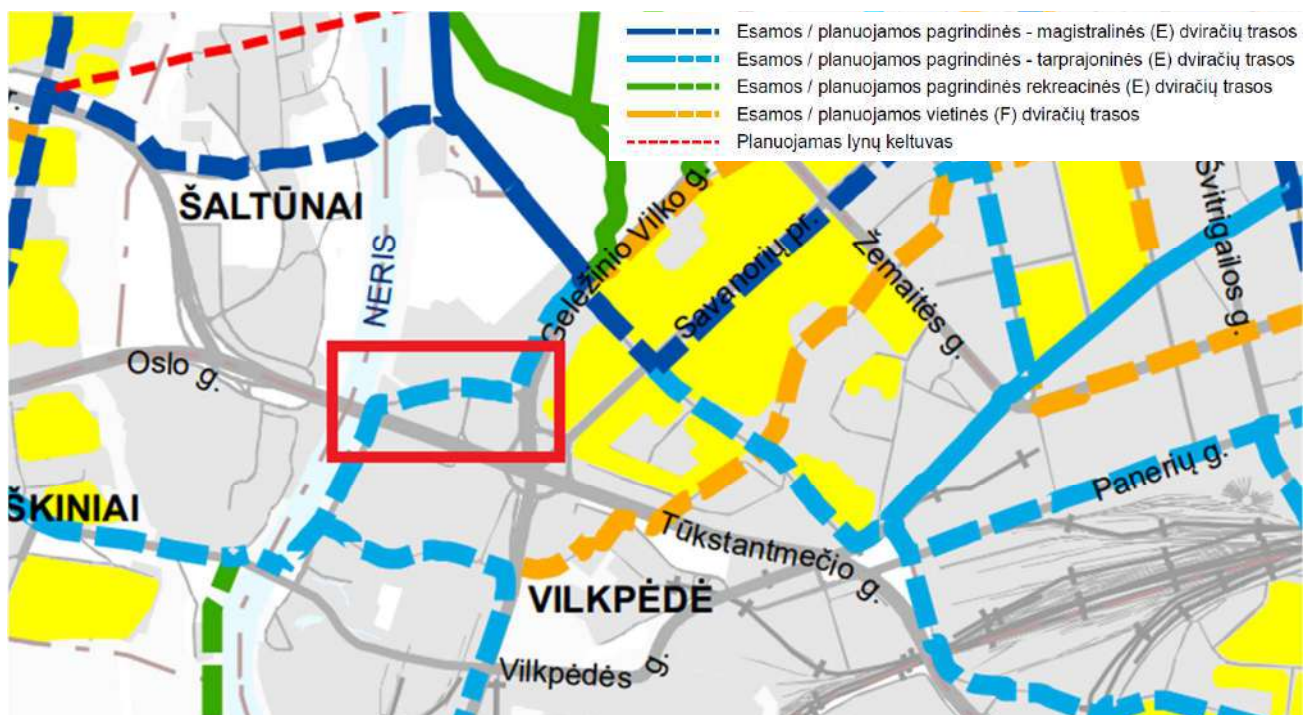 Esamos / planuojamos pagrindinės - magistralinės (E) dviračių trasos
Esamos / planuojamos pagrindinės - tarprajoninės (E) dviračių trasos
Esamos / planuojamos pagrindinės rekreacinės (E) dviračių trasos
Esamos / planuojamos vietinės (F) dviračių trasos
Planuojamas lynų keltuvas
ŠALTŪNAI
NERIS
Geležinio Vilko g.
Savanorių pr.
Žemaitės g.
Švitrigailos g.
Oslo g.
ŠKINIAI
Panerių g.
Tūkstantmečio g.
VILKPĖDĖ
Vilkpėdės g.